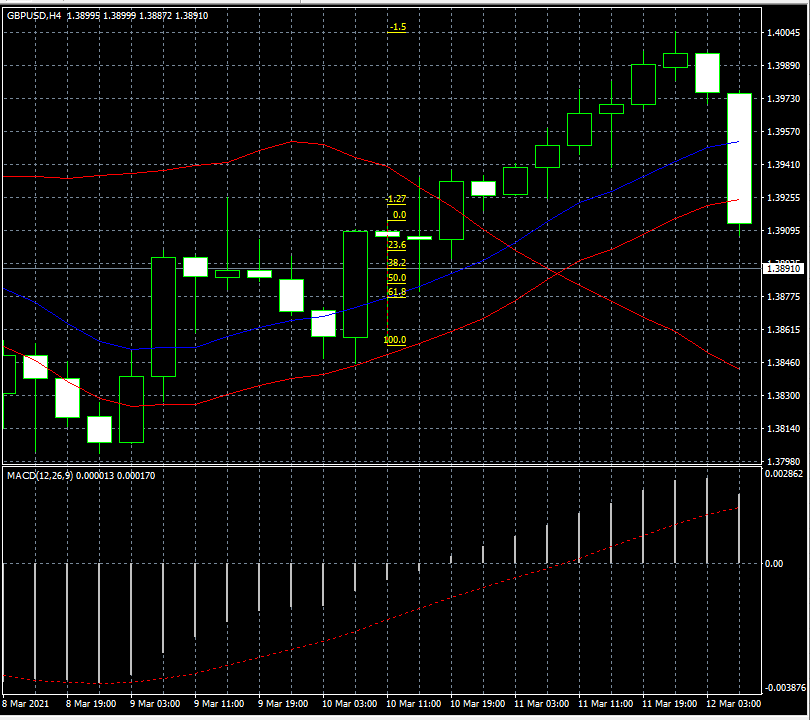 GBPUSD,H4 1.38995 1.38999 1.38872 1.38910
-1.5
1.40045
1.39890
1.39730
1.39570
1.39410
1.39255
1.39095
1.38910
1.38775
1.38615
1.38460
1.38300
1.38140
1.37980
-1.27
0.0
23.6
38.2
50.0
61.8
100.0
MACD(12,26,9) 0.000013 0.000170
0.002862
0.00
-0.003876
8 Mar 2021
8 Mar 19:00
9 Mar 03:00
9 Mar 11:00
9 Mar 19:00
10 Mar 03:00
10 Mar 11:00
10 Mar 19:00
11 Mar 03:00
11 Mar 11:00
11 Mar 19:00
12 Mar 03:00